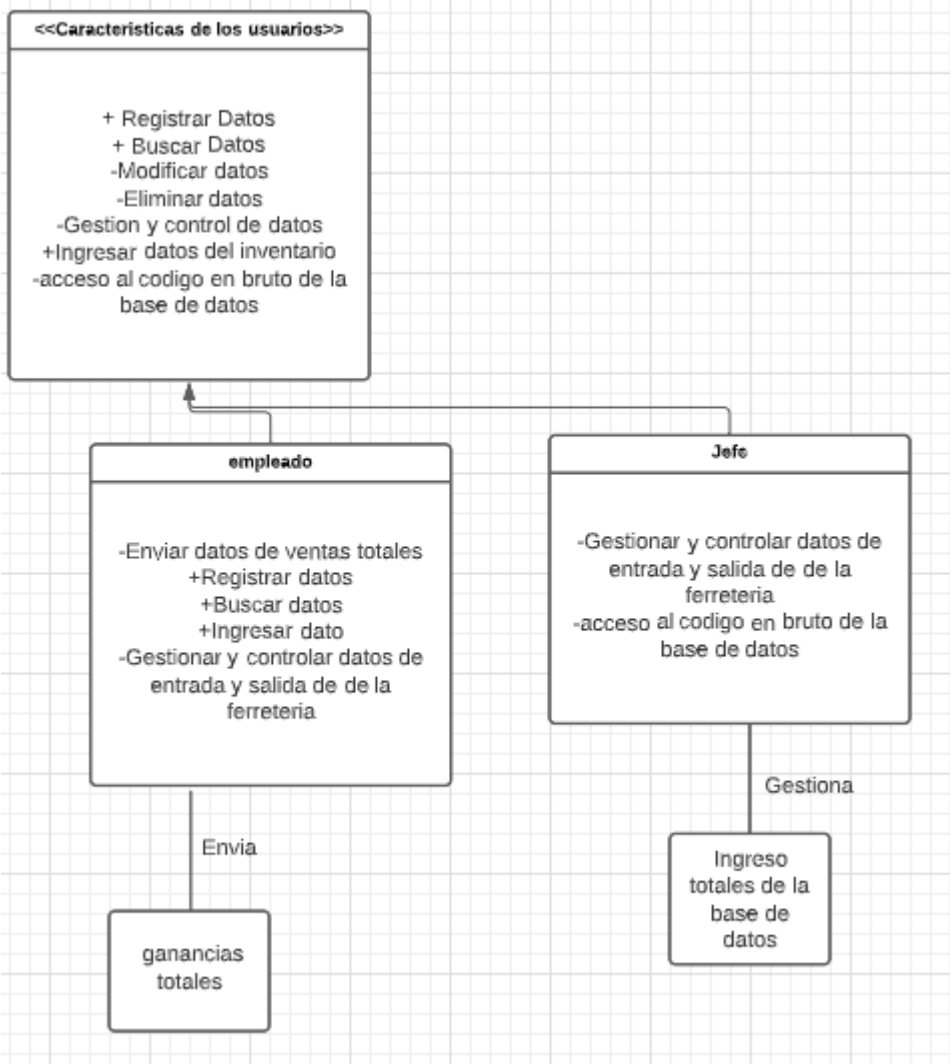 <<Caracteristicas de los usuarios>>
+ Registrar Datos
+ Buscar Datos
-Modificar datos
-Eliminar datos
-Gestion y control de datos
+Ingresar datos del inventario
-acceso al codigo en bruto de la
base de datos
empleado
-Enviar datos de ventas totales
+Registrar datos
+Buscar datos
+Ingresar dato
-Gestionar y controlar datos de
entrada y salida de de la
ferreteria
Jefe
-Gestionar y controlar datos de
entrada y salida de de la
ferreteria
-acceso al codigo en bruto de la
base de datos
Envia
ganancias
totales
Gestiona
Ingreso
totales de la
base de
datos